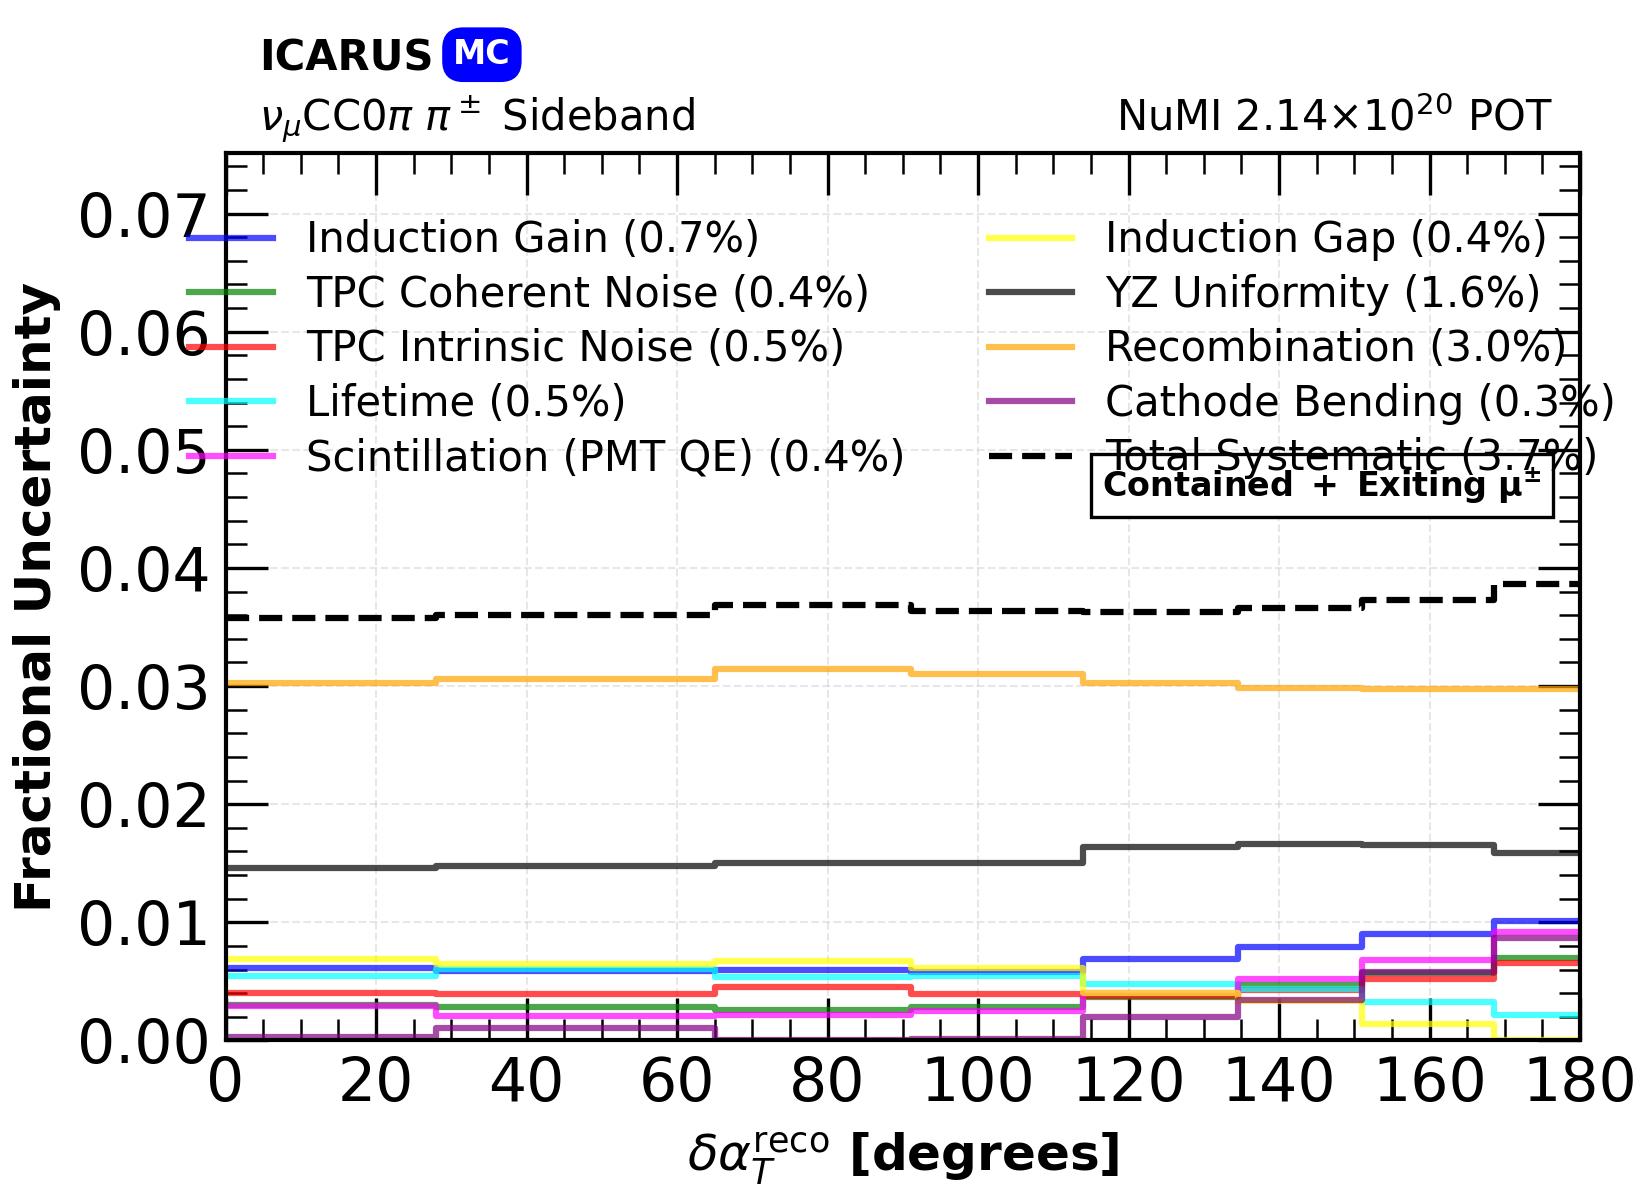 ICARUS MC
νμCC0π π± Sideband
NuMI 2.14×10²⁰ POT
0.07
0.06
0.05
0.04
0.03
0.02
0.01
0.00
Fractional Uncertainty
Induction Gain (0.7%)
TPC Coherent Noise (0.4%)
TPC Intrinsic Noise (0.5%)
Lifetime (0.5%)
Scintillation (PMT QE) (0.4%)
Induction Gap (0.4%)
YZ Uniformity (1.6%)
Recombination (3.0%)
Cathode Bending (0.3%)
Total Systematic (3.7%)
Contained + Exiting μ±
0 20 40 60 80 100 120 140 160 180
δα_T^reco [degrees]